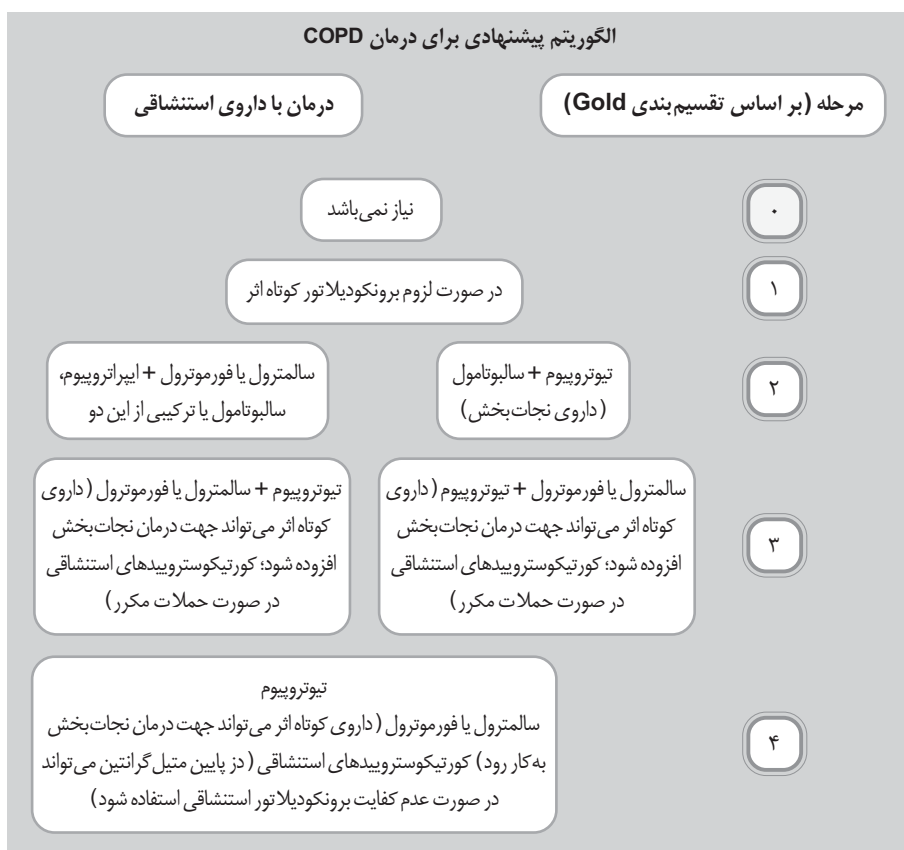 الگوریتم پیشنهادی برای درمان COPD
مرحله (بر اساس تقسیم‌بندی Gold)
درمان با داروی استنشاقی
۰
نیاز نمی‌باشد
۱
در صورت لزوم برونکودیلاتور کوتاه اثر
۲
تیوتروپیوم + سالبوتامول
(داروی نجات‌بخش)
سالمترول یا فورموترول + ایپراتروپیوم،
سالبوتامول یا ترکیبی از این دو
۳
سالمترول یا فورموترول + تیوتروپیوم (داروی
کوتاه اثر می‌تواند جهت درمان نجات‌بخش
افزوده شود؛ کورتیکوستروییدهای استنشاقی
در صورت حملات مکرر)
تیوتروپیوم + سالمترول یا فورموترول (داروی
کوتاه اثر می‌تواند جهت درمان نجات‌بخش
افزوده شود؛ کورتیکوستروییدهای استنشاقی
در صورت حملات مکرر)
۴
تیوتروپیوم
سالمترول یا فورموترول (داروی کوتاه اثر می‌تواند جهت درمان نجات‌بخش
به‌کار رود) کورتیکوستروییدهای استنشاقی (دز پایین متیل‌گرانتین می‌تواند
در صورت عدم کفایت برونکودیلاتور استنشاقی استفاده شود)